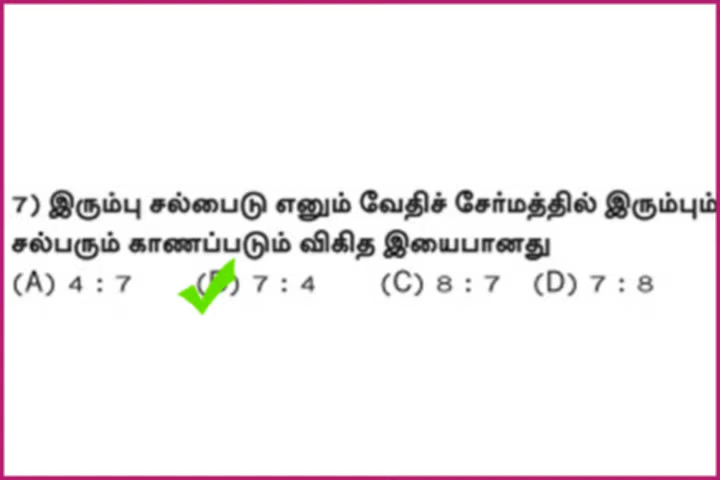 7) இரும்பு சல்பைடு எனும் வேதிச் சேர்மத்தில் இரும்பும்
சல்பரும் காணப்படும் விகித இயைபானது
(A) 4 : 7 (B) 7 : 4 (C) 8 : 7 (D) 7 : 8